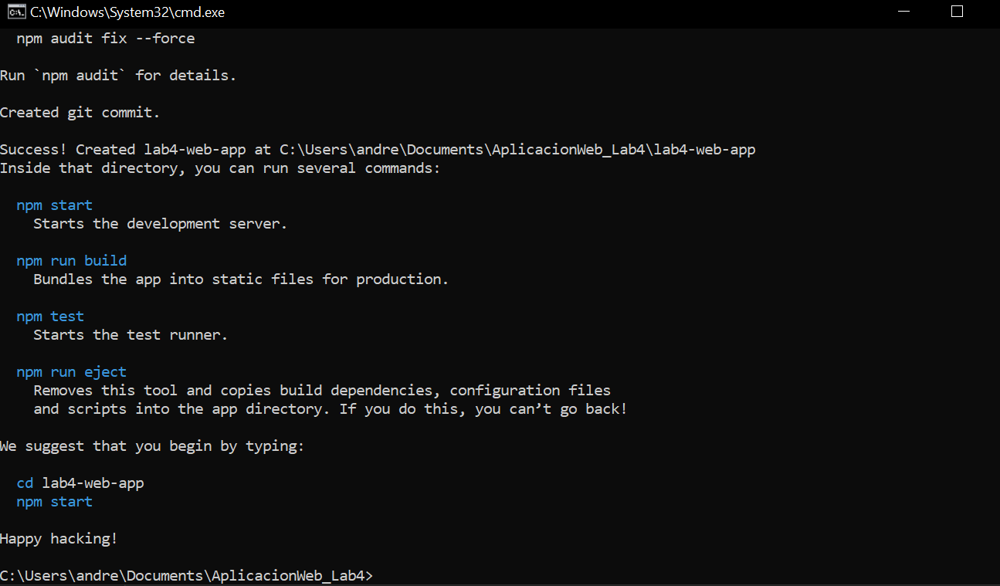 C:\Windows\System32\cmd.exe
npm audit fix --force
Run `npm audit` for details.
Created git commit.
Success! Created lab4-web-app at C:\Users\andre\Documents\AplicacionWeb_Lab4\lab4-web-app
Inside that directory, you can run several commands:
npm start
Starts the development server.
npm run build
Bundles the app into static files for production.
npm test
Starts the test runner.
npm run eject
Removes this tool and copies build dependencies, configuration files
and scripts into the app directory. If you do this, you can’t go back!
We suggest that you begin by typing:
cd lab4-web-app
npm start
Happy hacking!
C:\Users\andre\Documents\AplicacionWeb_Lab4>